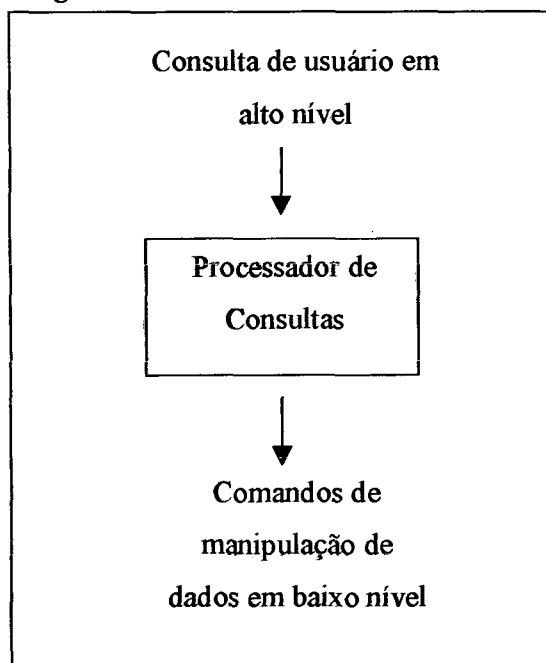 Consulta de usuário em
alto nível
Processador de
Consultas
Comandos de
manipulação de
dados em baixo nível